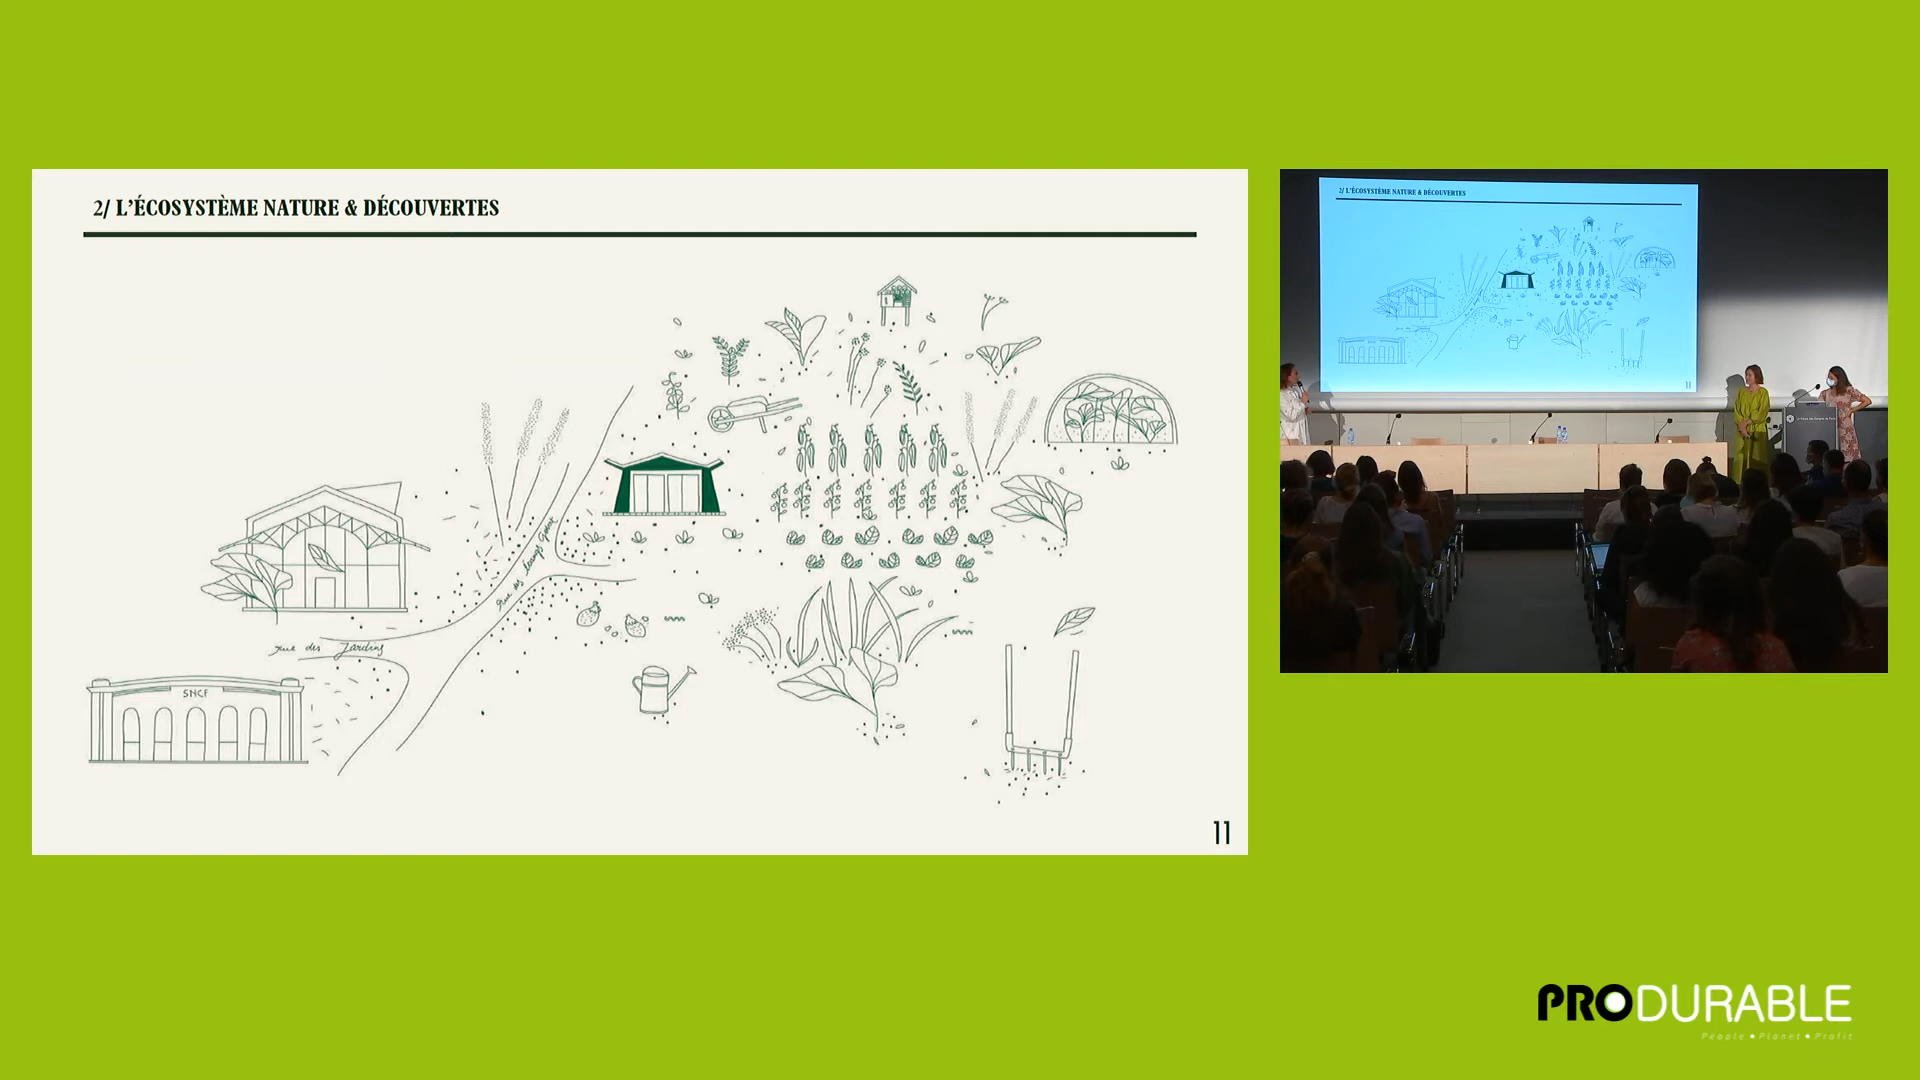 2/ L'ÉCOSYSTÈME NATURE & DÉCOUVERTES
rue des Jardins
SNCF
11
2/ L'ÉCOSYSTÈME NATURE & DÉCOUVERTES
11
PRODURABLE
People • Planet • Profit